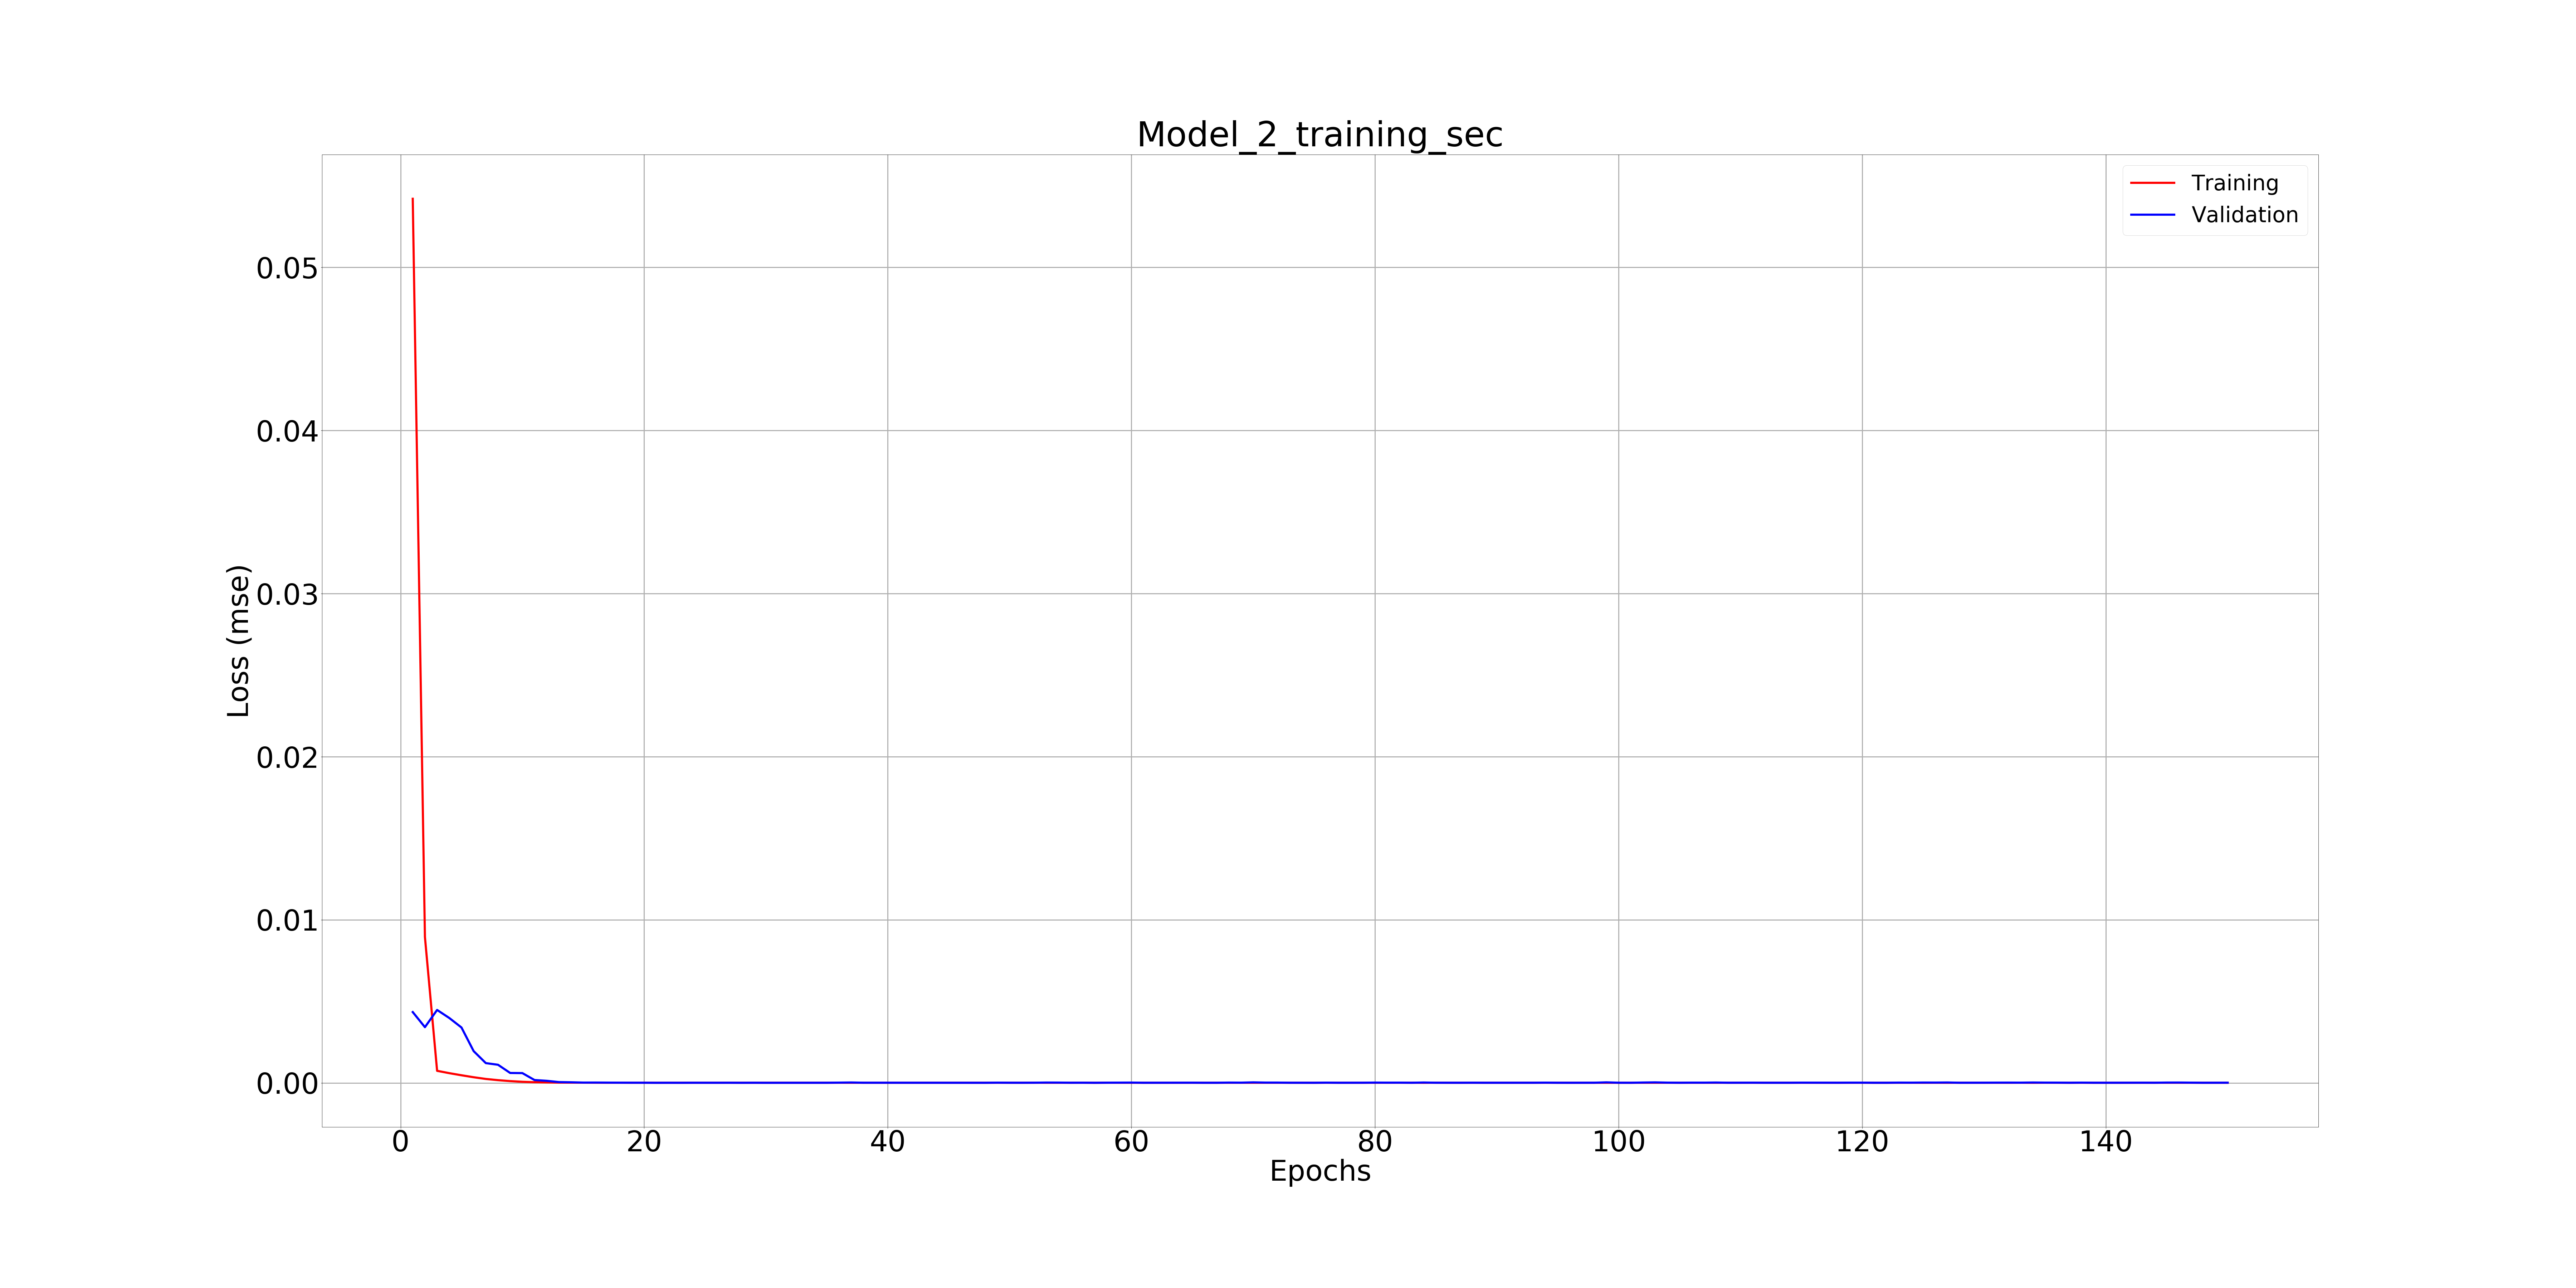 Model_2_training_sec
Training
Validation
0.05
0.04
0.03
0.02
0.01
0.00
Loss (mse)
0 20 40 60 80 100 120 140
Epochs